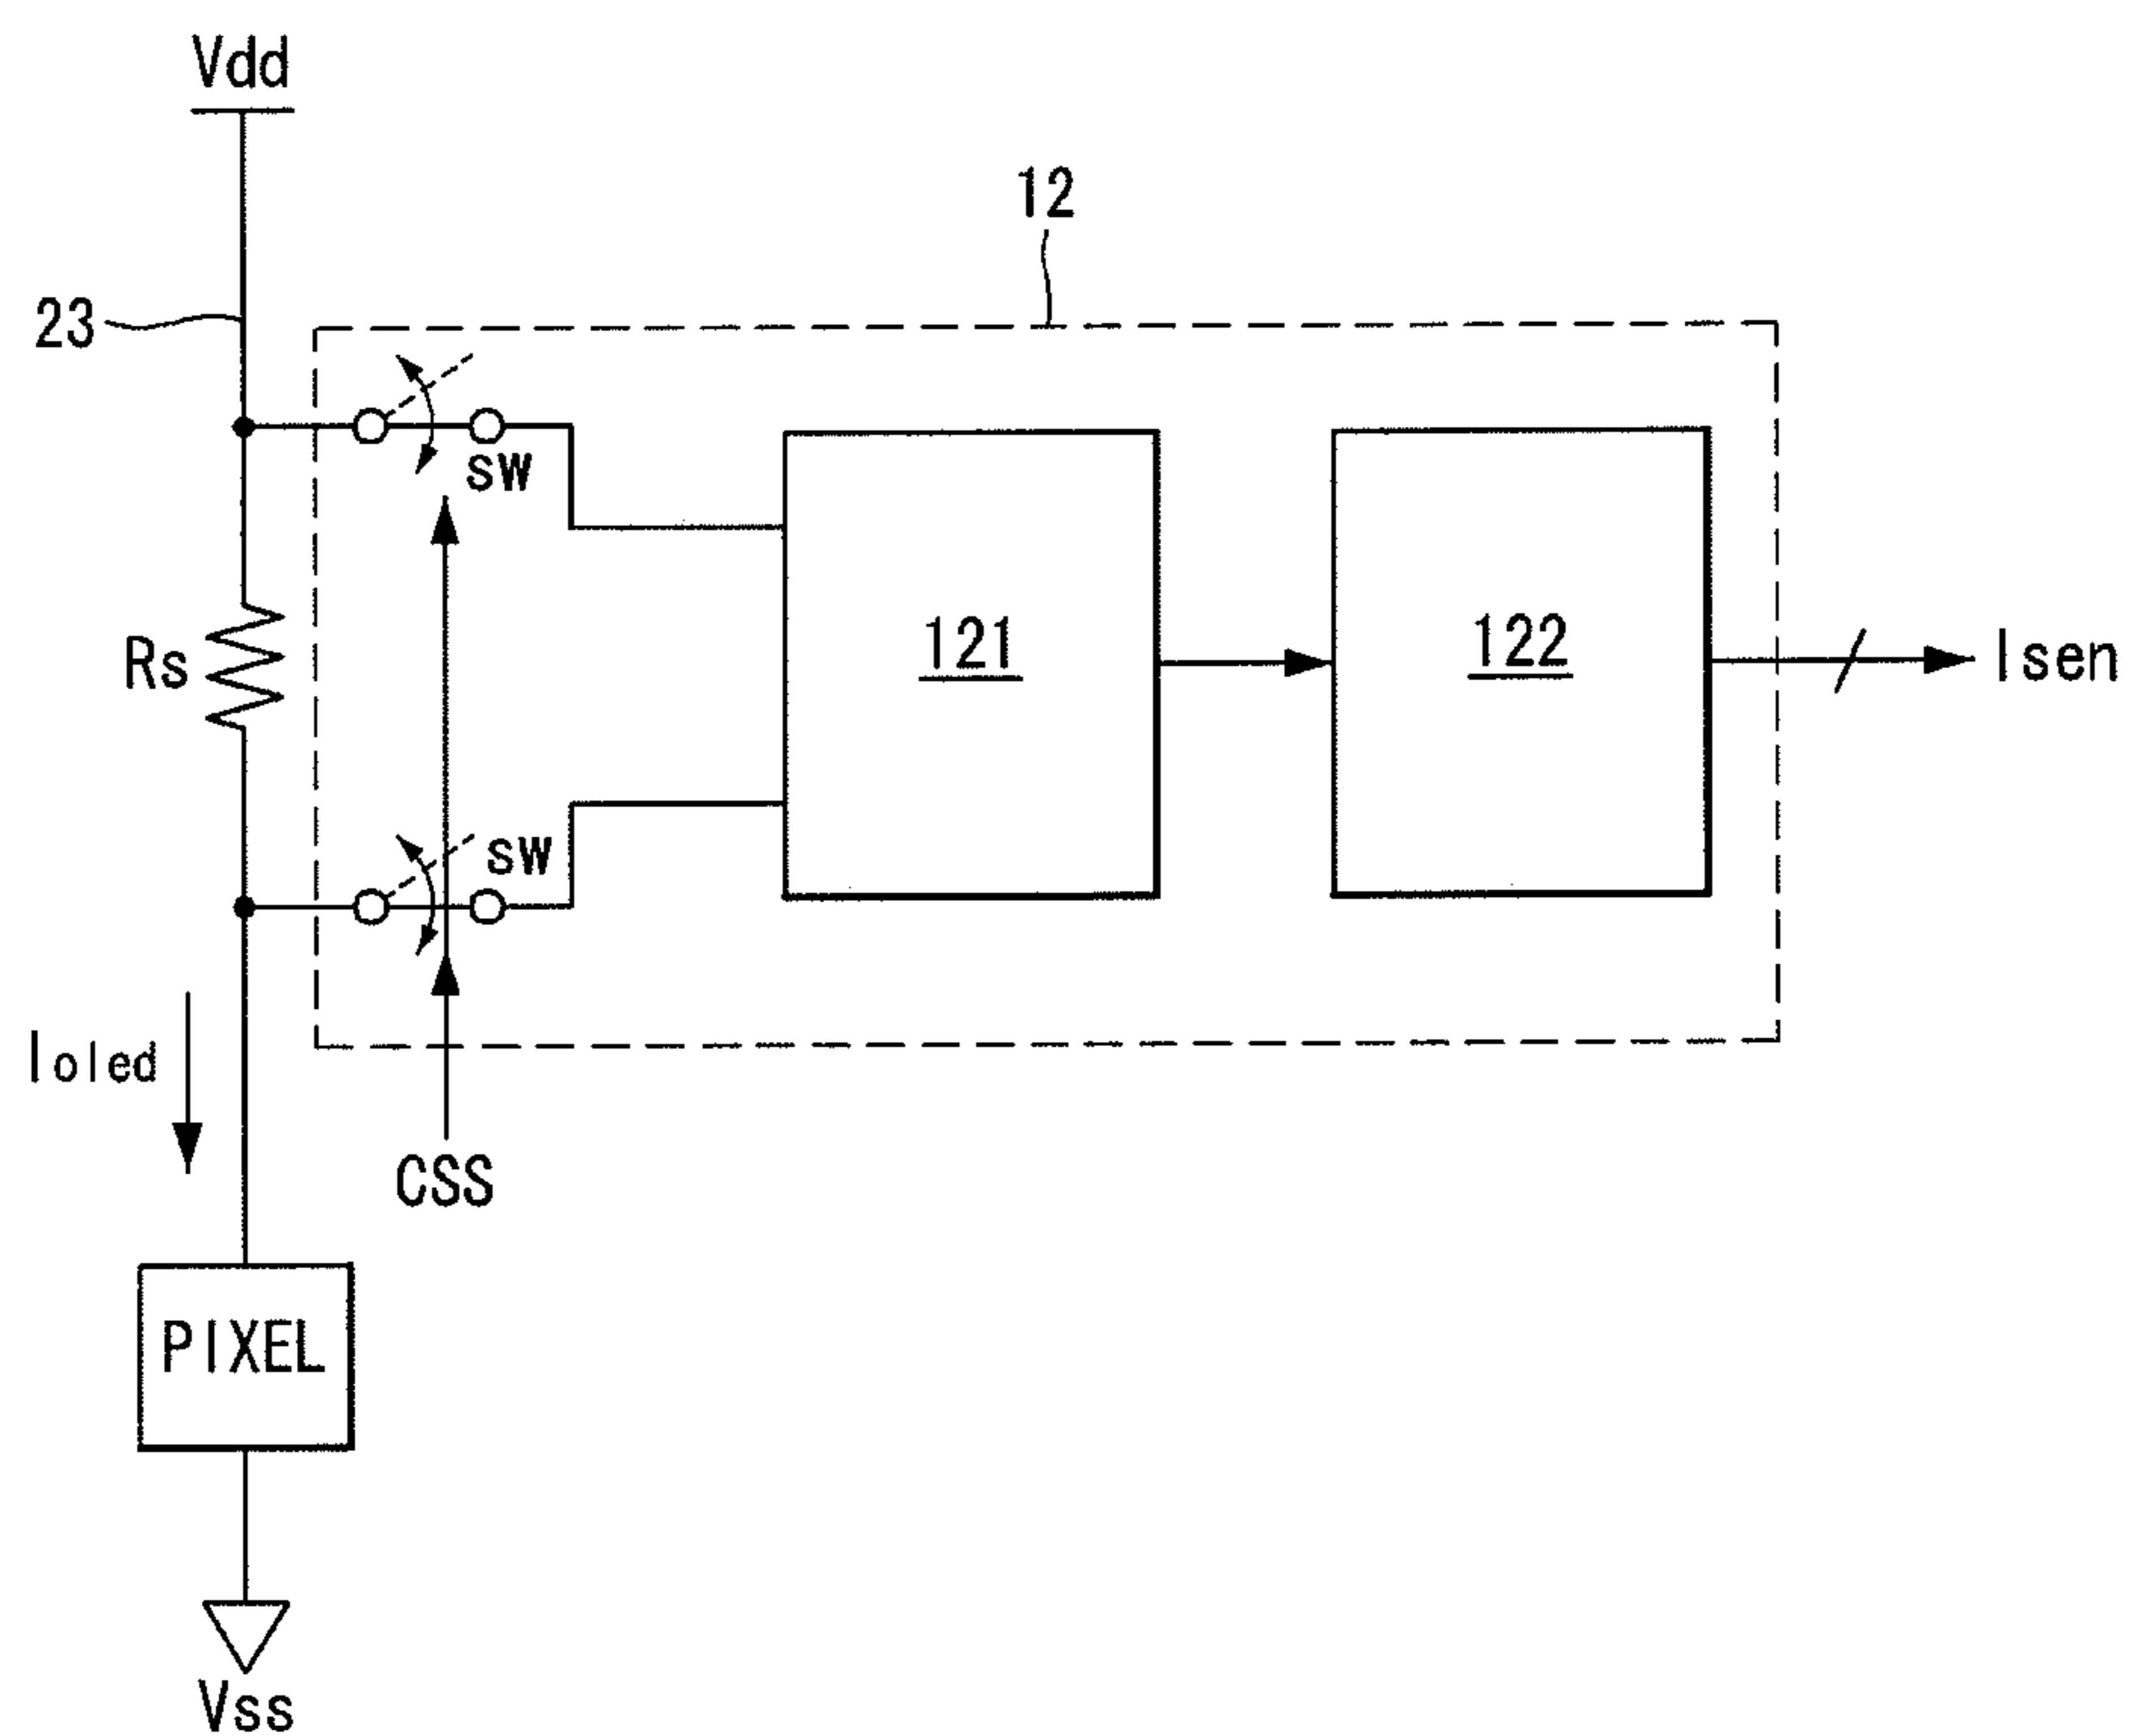 Vdd
12
23
sw
Rs
121
122
Isen
sw
Ioled
CSS
PIXEL
Vss